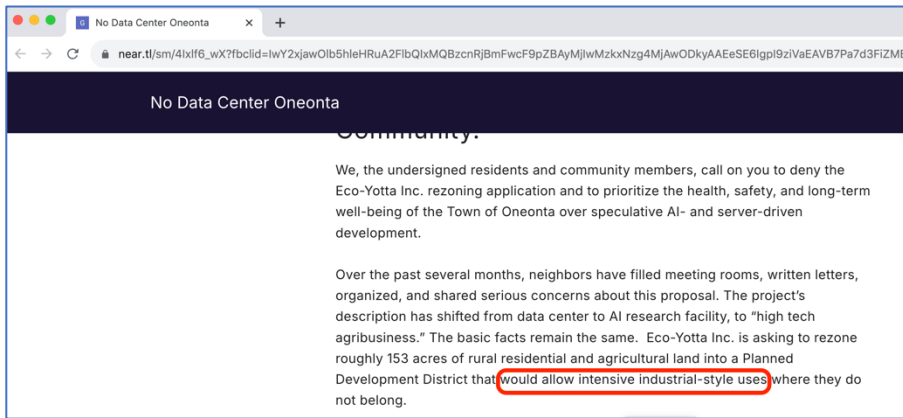 No Data Center Oneonta
near.tl/sm/4Ixlf6_wX?fbclid=IwY2xjawOlb5hleHRuA2FlbQIxMQBzcnRjBmFwcF9pZBAyMjIwMzkxNzg4MjAwODkyAAEeSE6Igpl9ziVaEAVB7Pa7d3FiZME
No Data Center Oneonta
Community:
We, the undersigned residents and community members, call on you to deny the
Eco-Yotta Inc. rezoning application and to prioritize the health, safety, and long-term
well-being of the Town of Oneonta over speculative AI- and server-driven
development.
Over the past several months, neighbors have filled meeting rooms, written letters,
organized, and shared serious concerns about this proposal. The project's
description has shifted from data center to AI research facility, to “high tech
agribusiness.” The basic facts remain the same.  Eco-Yotta Inc. is asking to rezone
roughly 153 acres of rural residential and agricultural land into a Planned
Development District that would allow intensive industrial-style uses where they do
not belong.